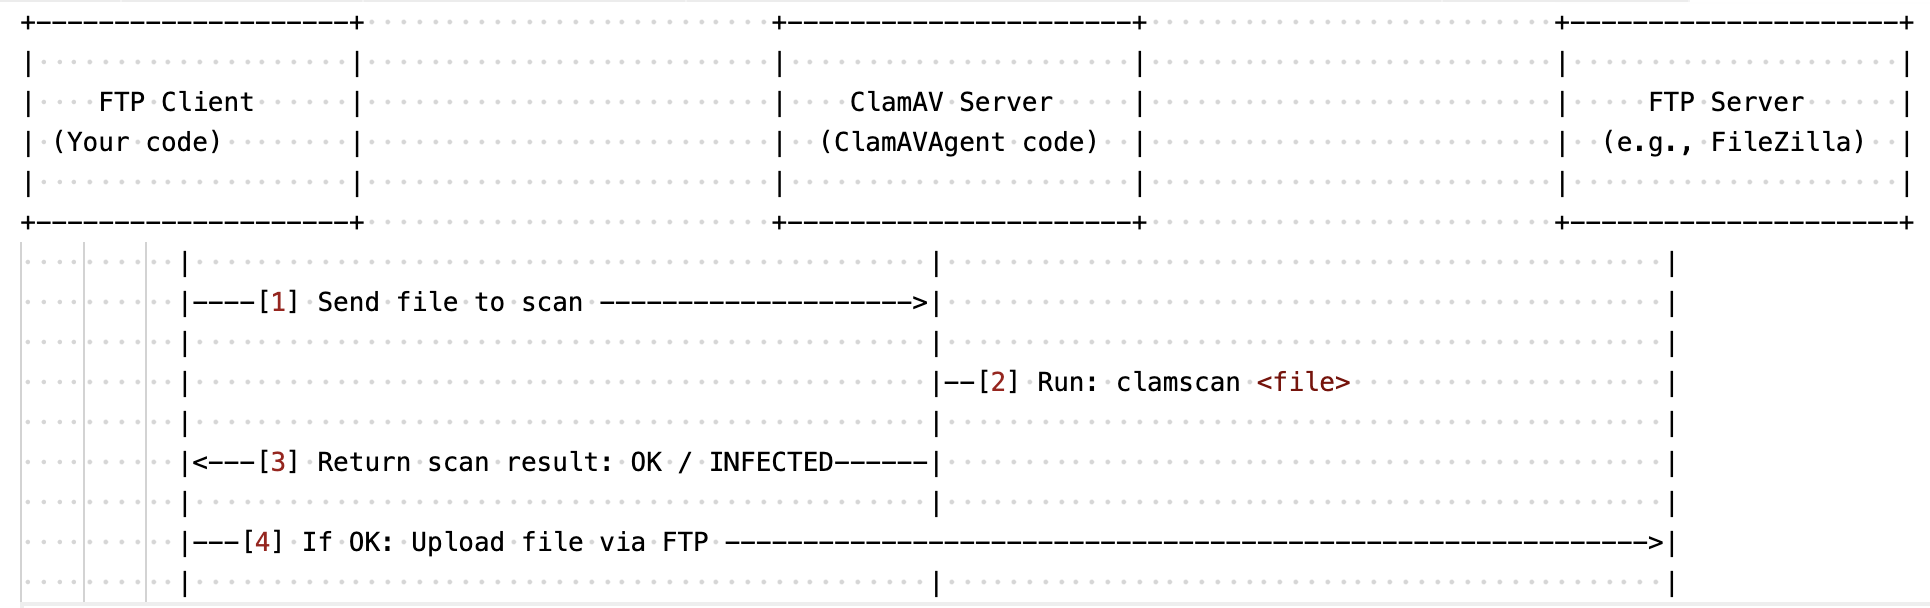 +--------------------+ +----------------------+ +---------------------+
| | | | | |
| FTP Client | | ClamAV Server | | FTP Server |
| (Your code) | | (ClamAVAgent code) | | (e.g., FileZilla) |
| | | | | |
+--------------------+ +----------------------+ +---------------------+
| | |
|----[1] Send file to scan -------------------->| |
| | |
| |--[2] Run: clamscan <file> |
| | |
|<---[3] Return scan result: OK / INFECTED------| |
| | |
|---[4] If OK: Upload file via FTP ----------------------------------------------------------->|
| | |